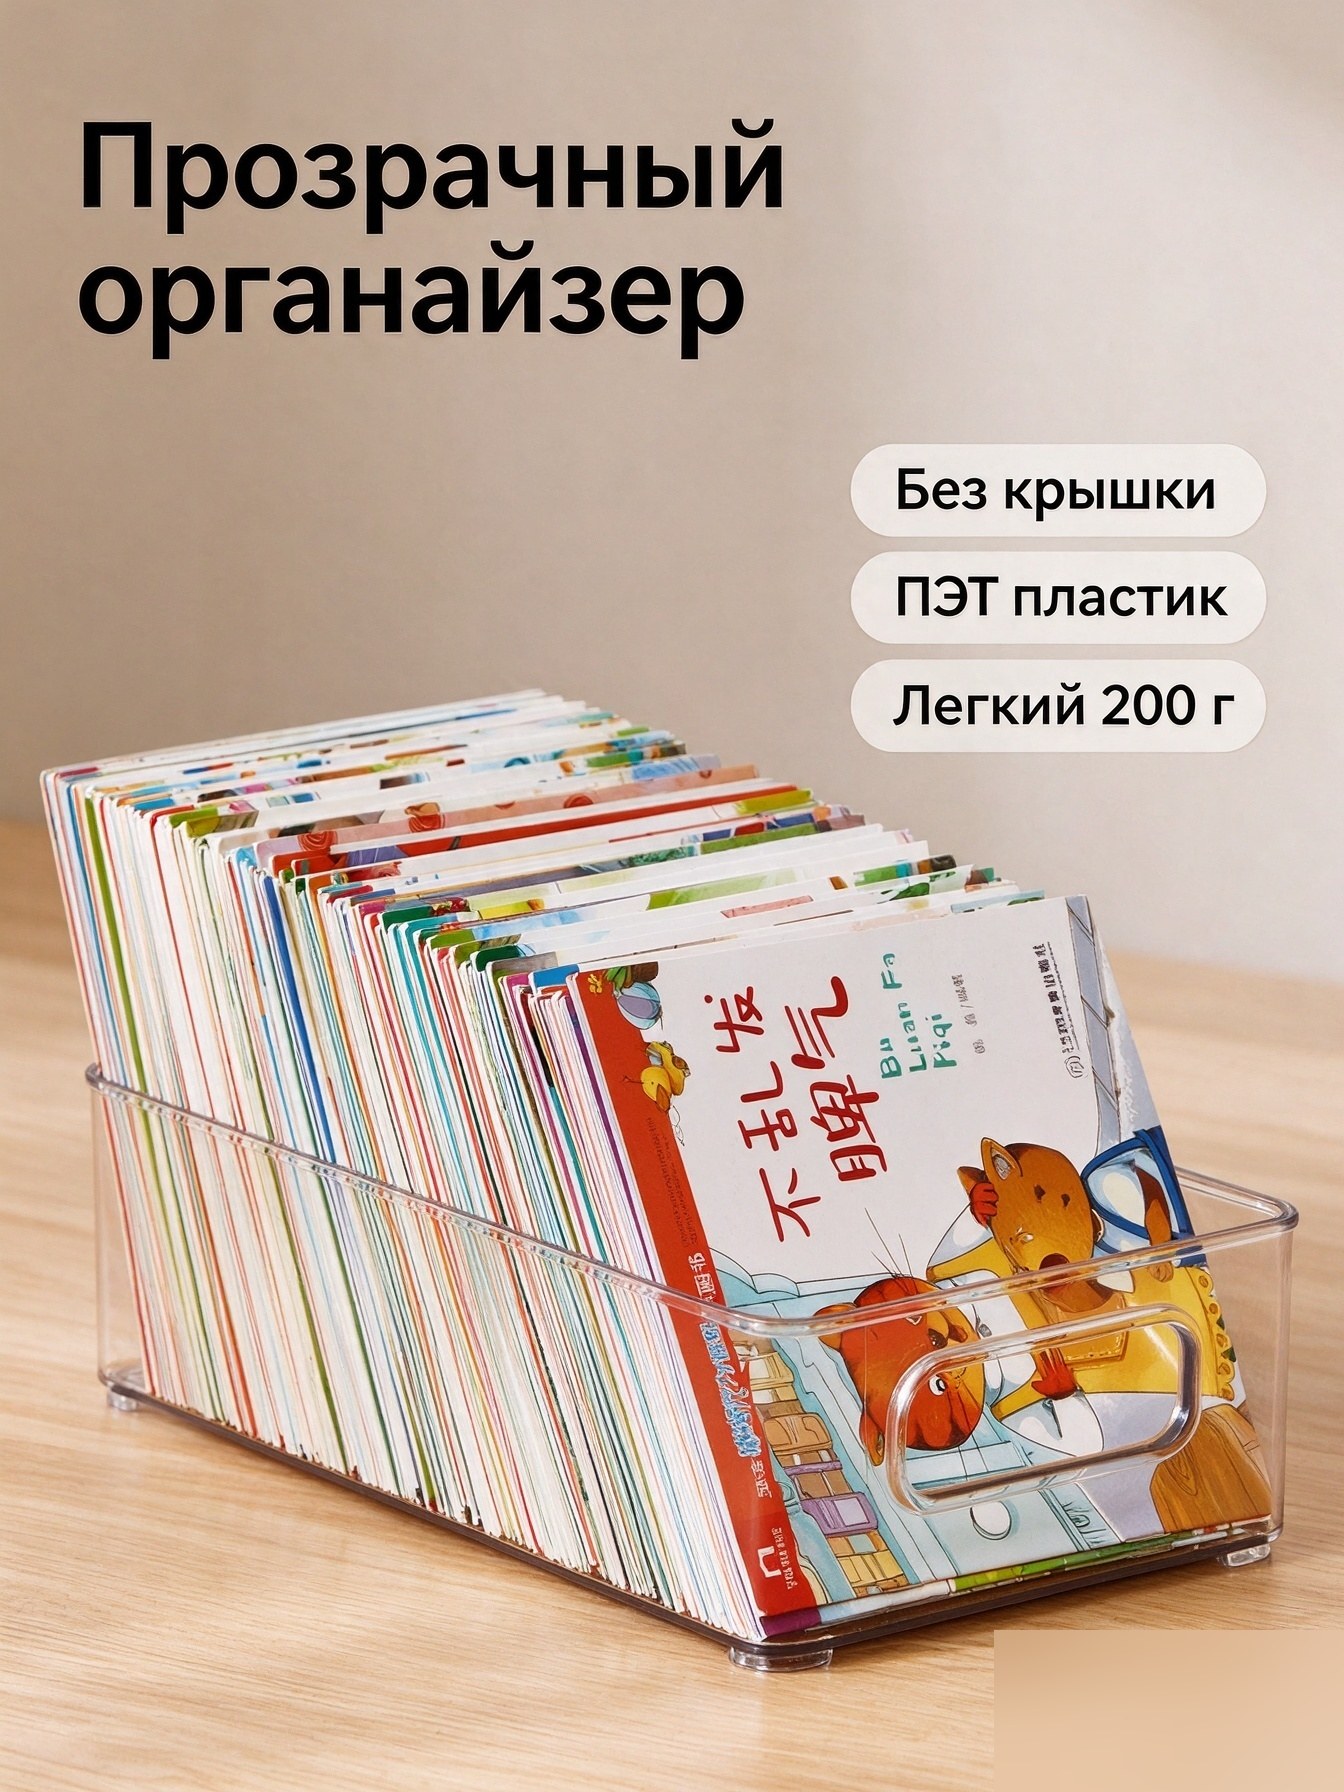 Прозрачный
органайзер
Без крышки
ПЭТ пластик
Легкий 200 г
不乱发
脾气
Bu
Luan Fa
Piqi